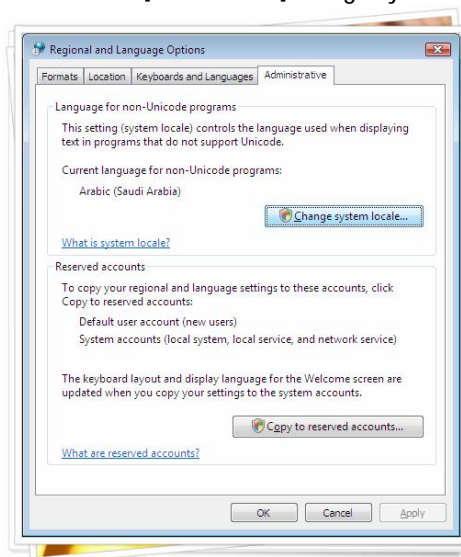 Regional and Language Options
Formats Location Keyboards and Languages Administrative
Language for non-Unicode programs
This setting (system locale) controls the language used when displaying
text in programs that do not support Unicode.
Current language for non-Unicode programs:
Arabic (Saudi Arabia)
Change system locale...
What is system locale?
Reserved accounts
To copy your regional and language settings to these accounts, click
Copy to reserved accounts:
Default user account (new users)
System accounts (local system, local service, and network service)
The keyboard layout and display language for the Welcome screen are
updated when you copy your settings to the system accounts.
Copy to reserved accounts...
What are reserved accounts?
OK Cancel Apply